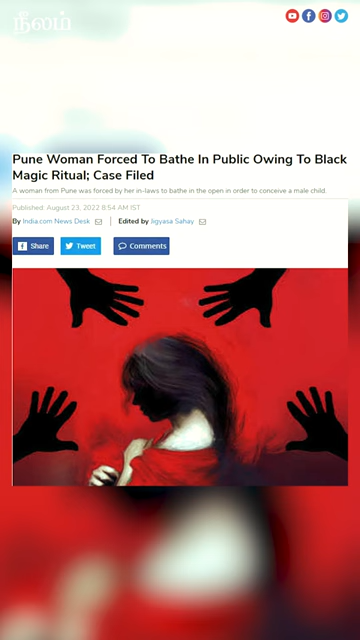 நீலம்
Pune Woman Forced To Bathe In Public Owing To Black
Magic Ritual; Case Filed
A woman from Pune was forced by her in-laws to bathe in the open in order to conceive a male child.
Published: August 23, 2022 8:54 AM IST
By India.com News Desk | Edited by Jigyasa Sahay
Share Tweet Comments